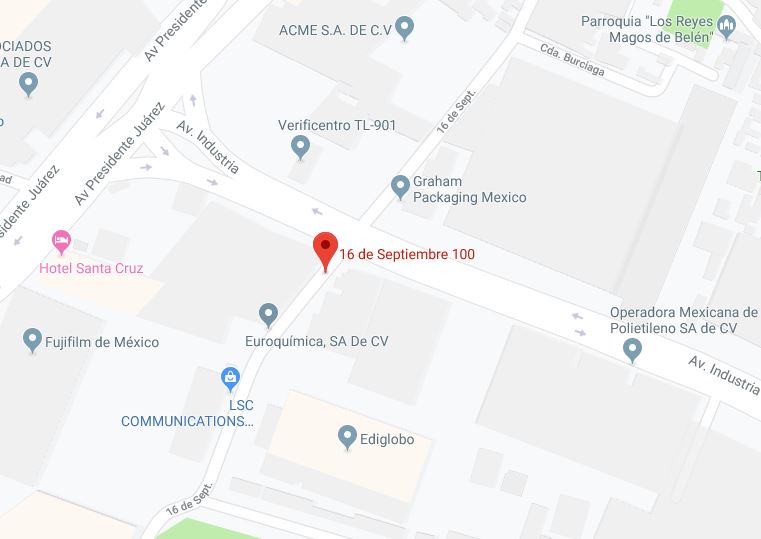 ACME S.A. DE C.V
Av Presidente
Parroquia "Los Reyes
Magos de Belén"
OCIADOS
A DE CV
Cda. Burciaga
16 de Sept.
Av Presidente Juárez
Av. Industria
Verificentro TL-901
Graham
Packaging Mexico
sidente Juárez
ad
16 de Septiembre 100
Hotel Santa Cruz
Operadora Mexicana de
Polietileno SA de CV
Fujifilm de México
Euroquímica, SA De CV
Av. Industria
LSC
COMMUNICATIONS...
Ediglobo
16 de Sept.